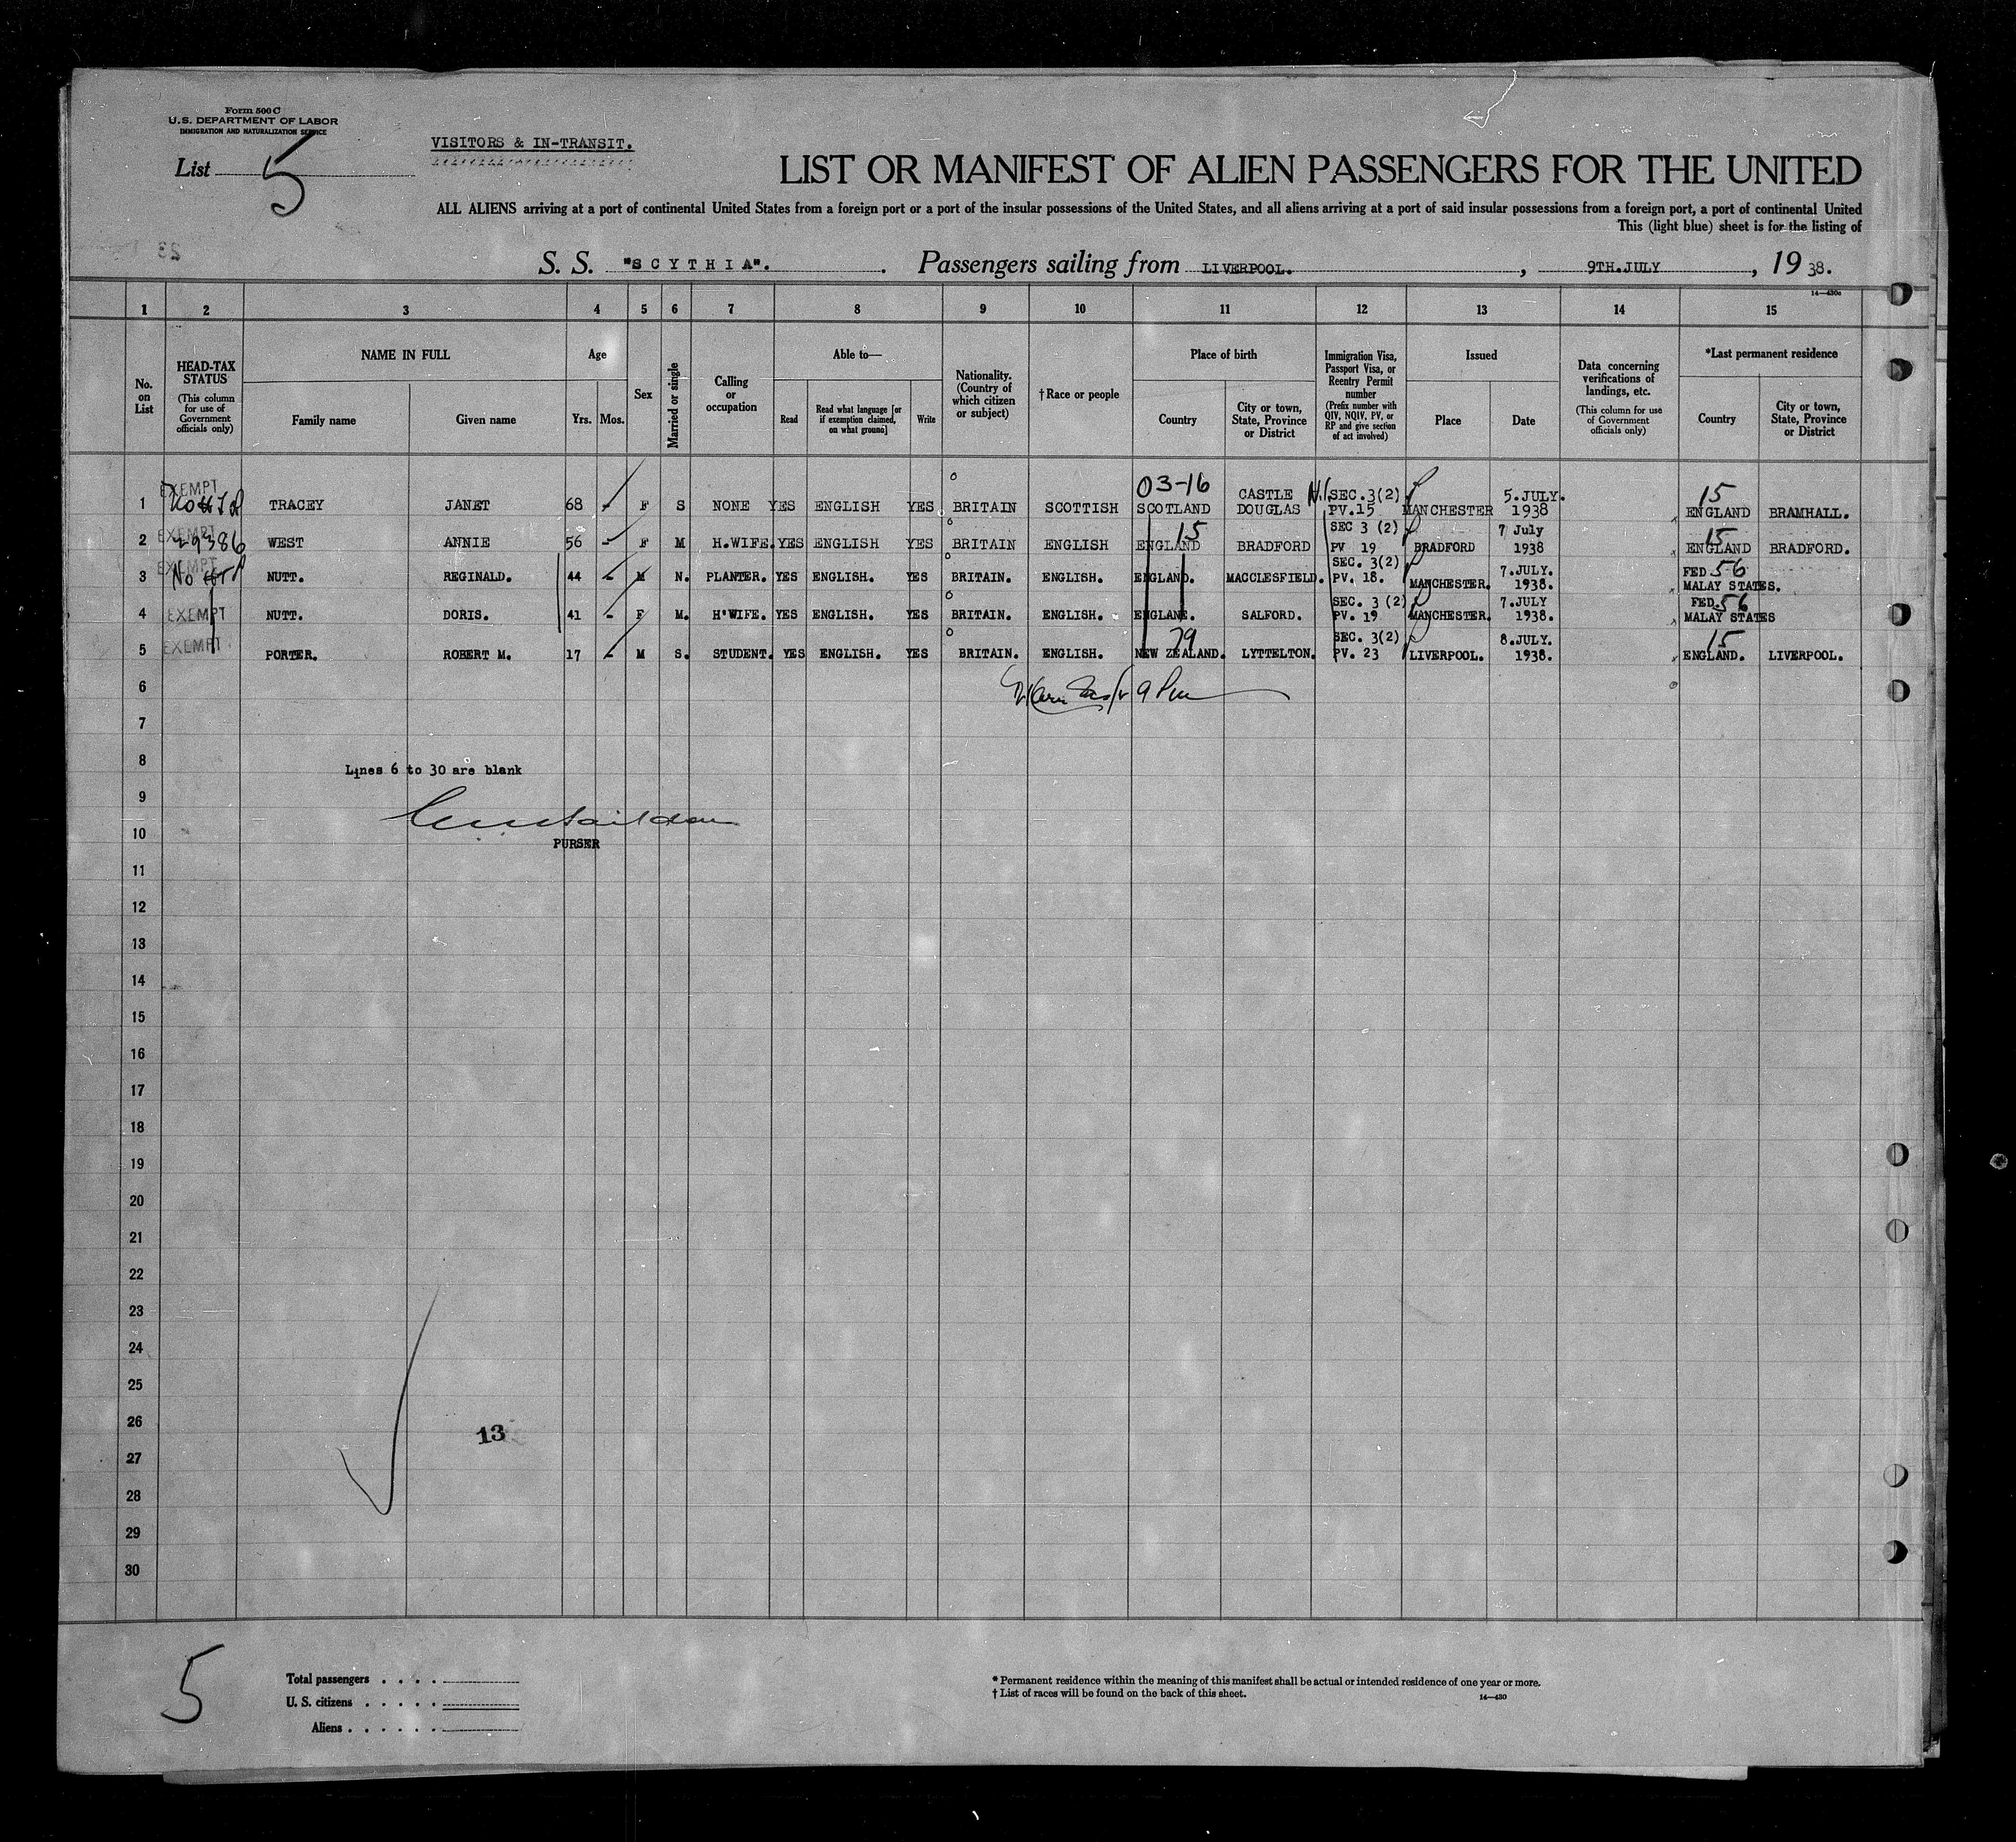 Form 500 C
U.S. DEPARTMENT OF LABOR
IMMIGRATION AND NATURALIZATION SERVICE
List 5
VISITORS & IN-TRANSIT.
LIST OR MANIFEST OF ALIEN PASSENGERS FOR THE UNITED
ALL ALIENS arriving at a port of continental United States from a foreign port or a port of the insular possessions of the United States, and all aliens arriving at a port of said insular possessions from a foreign port, a port of continental United
This (light blue) sheet is for the listing of
S. S. "SCYTHIA". Passengers sailing from LIVERPOOL. , 9TH.JULY , 19 38.
14—430c
1 2 3 4 5 6 7 8 9 10 11 12 13 14 15
No. on List
HEAD-TAX STATUS (This column for use of Government officials only)
NAME IN FULL
Family name Given name
Age
Yrs. Mos.
Sex
Married or single
Calling or occupation
Able to—
Read Read what language [or if exemption claimed, on what ground] Write
Nationality. (Country of which citizen or subject)
† Race or people
Place of birth
Country City or town, State, Province or District
Immigration Visa, Passport Visa, or Reentry Permit number (Prefix number with QIV, NQIV, PV, or RP and give section of act involved)
Issued
Place Date
Data concerning verifications of landings, etc. (This column for use of Government officials only)
*Last permanent residence
Country City or town, State, Province or District
1 EXEMPT TRACEY JANET 68 - F S NONE YES ENGLISH YES BRITAIN SCOTTISH 03-16 SCOTLAND CASTLE DOUGLAS SEC.3(2) PV.15 MANCHESTER 5.JULY. 1938 15 ENGLAND BRAMHALL.
2 EXEMPT 29386 WEST ANNIE 56 - F M H.WIFE. YES ENGLISH YES BRITAIN ENGLISH 15 ENGLAND BRADFORD SEC 3 (2) PV 19 BRADFORD 7 July 1938 15 ENGLAND BRADFORD.
3 EXEMPT NUTT. REGINALD. 44 - M N. PLANTER. YES ENGLISH. YES BRITAIN. ENGLISH. ENGLAND. MACCLESFIELD. SEC. 3(2) PV. 18. MANCHESTER. 7.JULY. 1938. FED. 56 MALAY STATES.
4 EXEMPT NUTT. DORIS. 41 - F M. H'WIFE. YES ENGLISH. YES BRITAIN. ENGLISH. ENGLANE. SALFORD. SEC. 3 (2) PV. 19 MANCHESTER. 7.JULY 1938. FED. 56 MALAY STATES
5 EXEMPT PORTER. ROBERT M. 17 - M S. STUDENT. YES ENGLISH. YES BRITAIN. ENGLISH. 79 NEW ZEALAND. LYTTELTON. SEC. 3(2) PV. 23 LIVERPOOL. 8.JULY. 1938. 15 ENGLAND. LIVERPOOL.
6
7
8 Lines 6 to 30 are blank
9
10 PURSER
11
12
13
14
15
16
17
18
19
20
21
22
23
24
25
26 13
27
28
29
30
5
Total passengers . . . .
U. S. citizens . . . . .
Aliens . . . . . .
* Permanent residence within the meaning of this manifest shall be actual or intended residence of one year or more.
† List of races will be found on the back of this sheet. 14—430